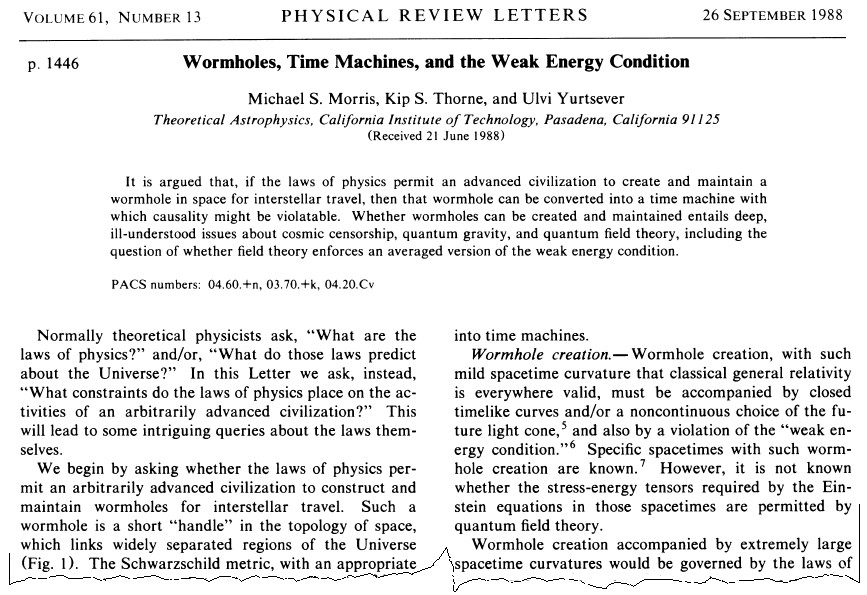 VOLUME 61, NUMBER 13 PHYSICAL REVIEW LETTERS 26 SEPTEMBER 1988
p. 1446 Wormholes, Time Machines, and the Weak Energy Condition
Michael S. Morris, Kip S. Thorne, and Ulvi Yurtsever
Theoretical Astrophysics, California Institute of Technology, Pasadena, California 91125
(Received 21 June 1988)
It is argued that, if the laws of physics permit an advanced civilization to create and maintain a
wormhole in space for interstellar travel, then that wormhole can be converted into a time machine with
which causality might be violatable. Whether wormholes can be created and maintained entails deep,
ill-understood issues about cosmic censorship, quantum gravity, and quantum field theory, including the
question of whether field theory enforces an averaged version of the weak energy condition.
PACS numbers: 04.60.+n, 03.70.+k, 04.20.Cv
Normally theoretical physicists ask, “What are the
laws of physics?” and/or, “What do those laws predict
about the Universe?” In this Letter we ask, instead,
“What constraints do the laws of physics place on the ac-
tivities of an arbitrarily advanced civilization?” This
will lead to some intriguing queries about the laws them-
selves.
We begin by asking whether the laws of physics per-
mit an arbitrarily advanced civilization to construct and
maintain wormholes for interstellar travel. Such a
wormhole is a short “handle” in the topology of space,
which links widely separated regions of the Universe
(Fig. 1). The Schwarzschild metric, with an appropriate
into time machines.
Wormhole creation.—Wormhole creation, with such
mild spacetime curvature that classical general relativity
is everywhere valid, must be accompanied by closed
timelike curves and/or a noncontinuous choice of the fu-
ture light cone,⁵ and also by a violation of the “weak en-
ergy condition.”⁶ Specific spacetimes with such worm-
hole creation are known.⁷ However, it is not known
whether the stress-energy tensors required by the Ein-
stein equations in those spacetimes are permitted by
quantum field theory.
Wormhole creation accompanied by extremely large
spacetime curvatures would be governed by the laws of